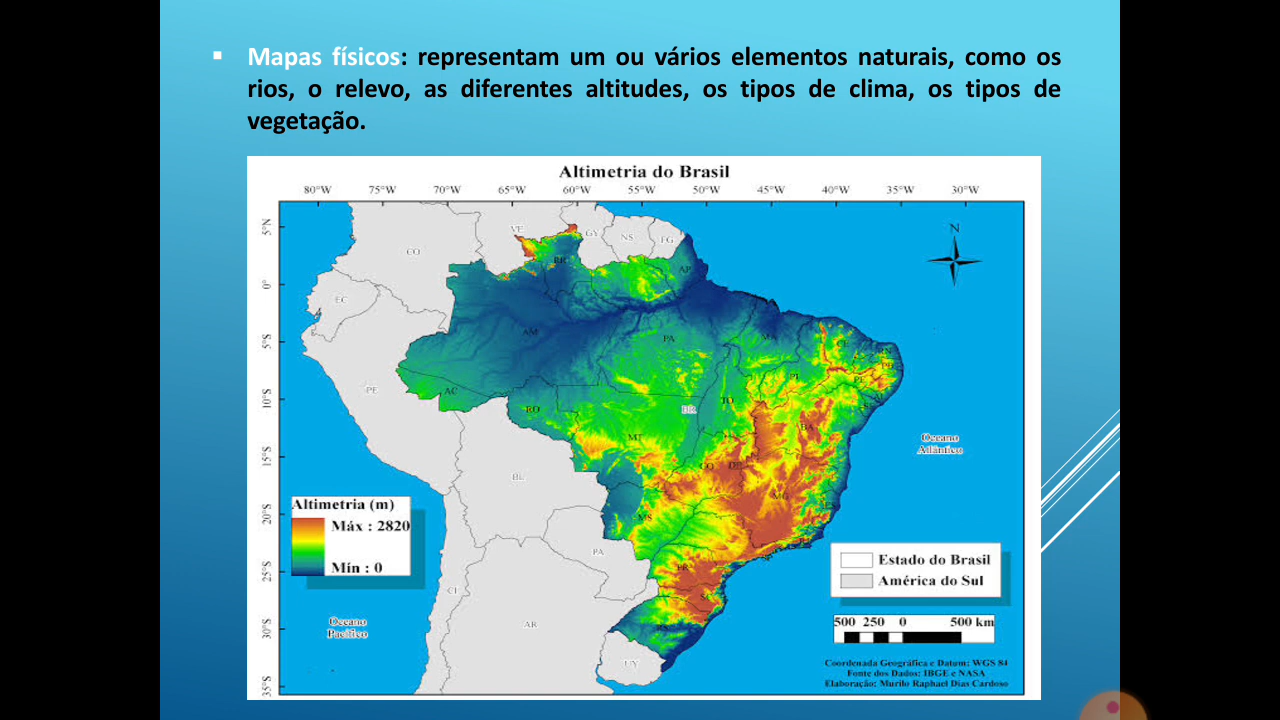 ▪ Mapas físicos: representam um ou vários elementos naturais, como os
rios, o relevo, as diferentes altitudes, os tipos de clima, os tipos de
vegetação.
Altimetria do Brasil
80°W 75°W 70°W 65°W 60°W 55°W 50°W 45°W 40°W 35°W 30°W
5°N
0°
5°S
10°S
15°S
20°S
25°S
30°S
35°S
N
VE
GY
NS
FG
CO
RR
AP
EC
AM
PA
MA
CE
RN
PB
PE
PI
PE
AC
RO
TO
BR
BA
MT
GO
DF
BL
MG
ES
MS
PA
RJ
SP
PR
SC
CI
AR
RS
UY
Oceano
Atlântico
Altimetria (m)
Máx : 2820
Mín : 0
Oceano
Pacífico
Estado do Brasil
América do Sul
500 250 0 500 km
Coordenada Geográfica e Datum: WGS 84
Fonte dos Dados: IBGE e NASA
Elaboração: Murilo Raphael Dias Cardoso